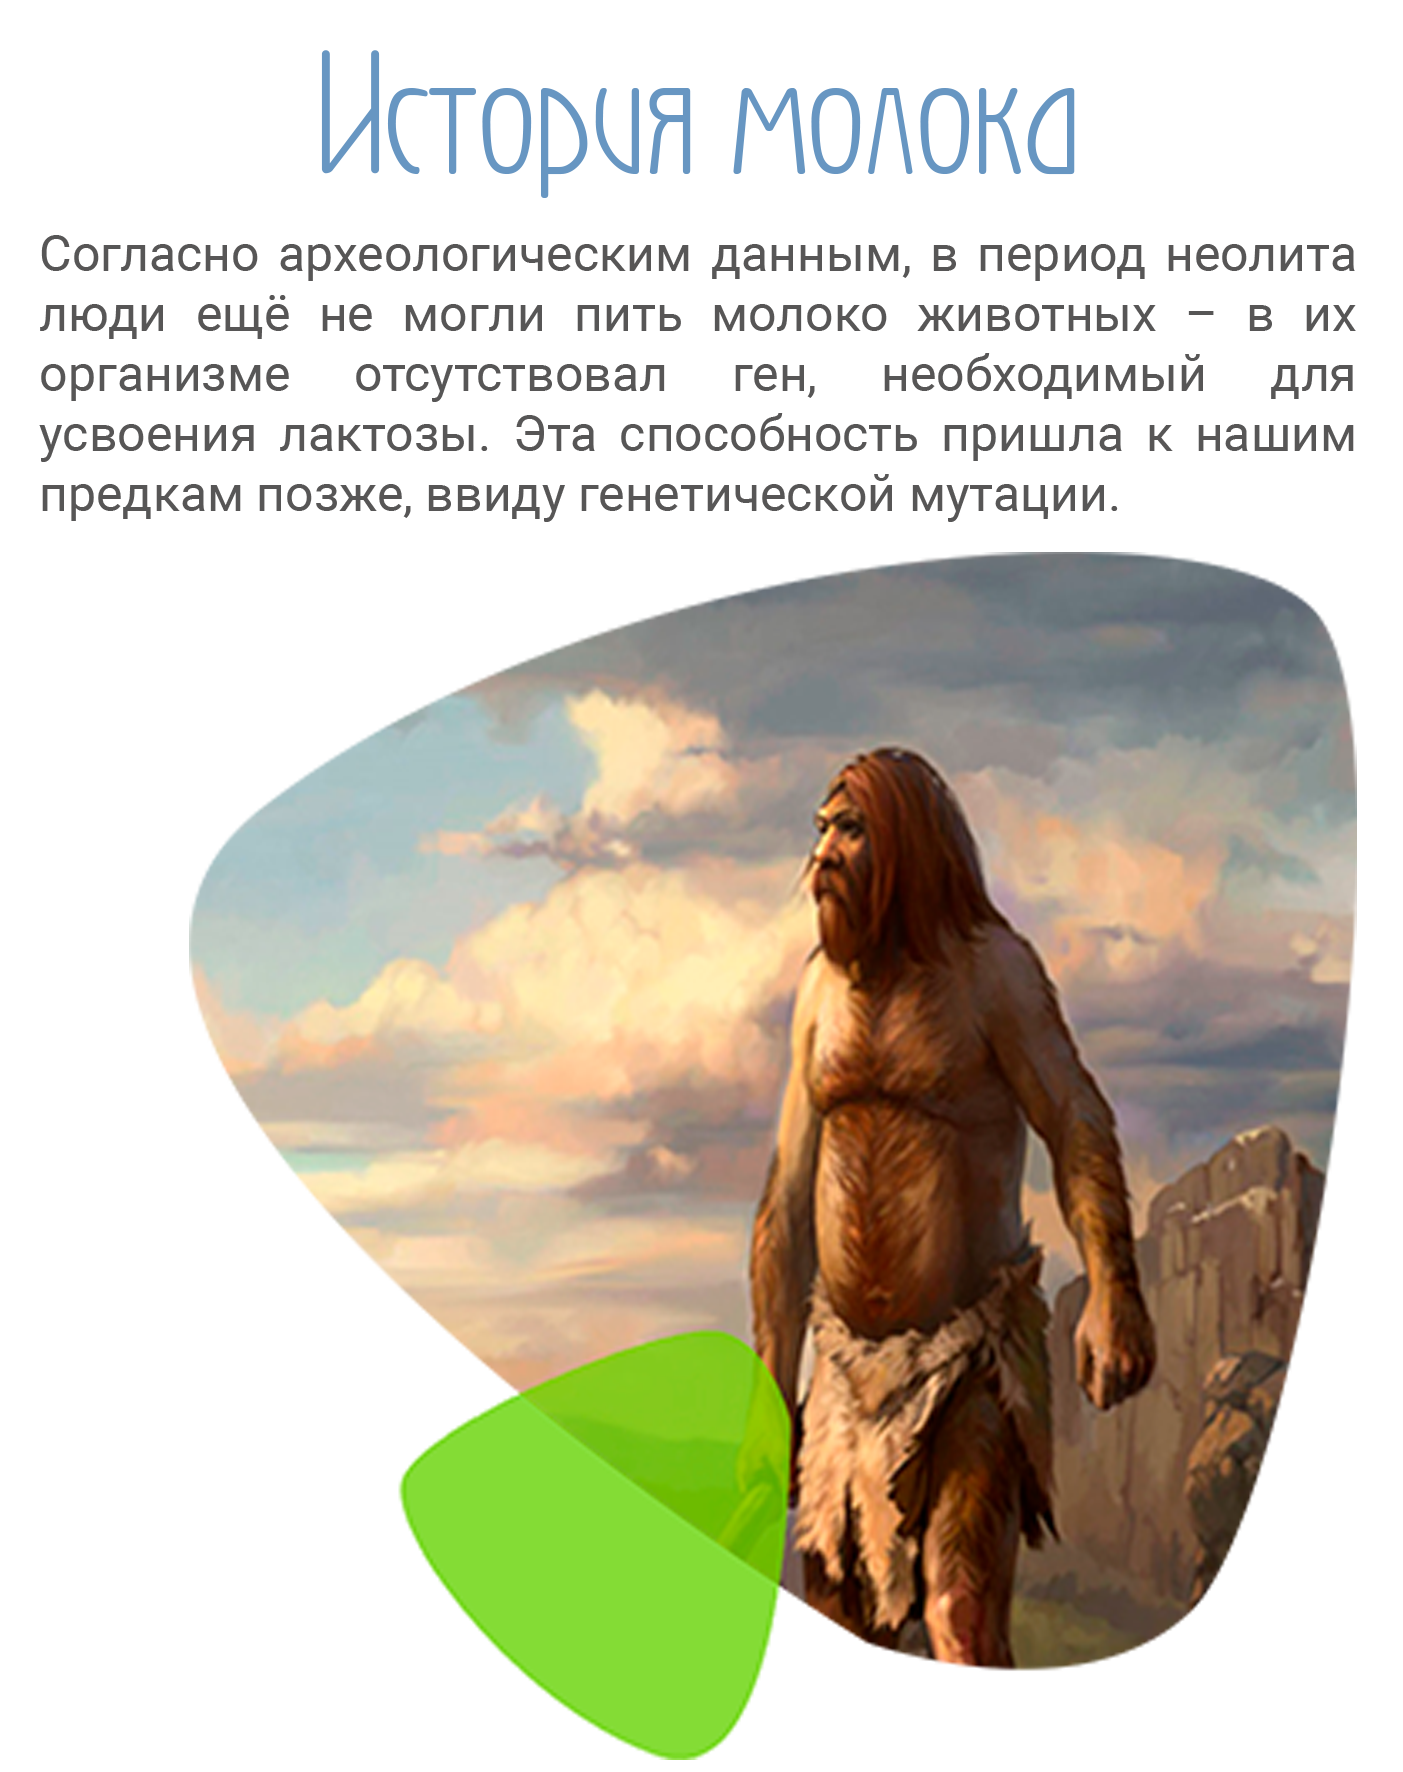 История молока
Согласно археологическим данным, в период неолита
люди ещё не могли пить молоко животных – в их
организме отсутствовал ген, необходимый для
усвоения лактозы. Эта способность пришла к нашим
предкам позже, ввиду генетической мутации.